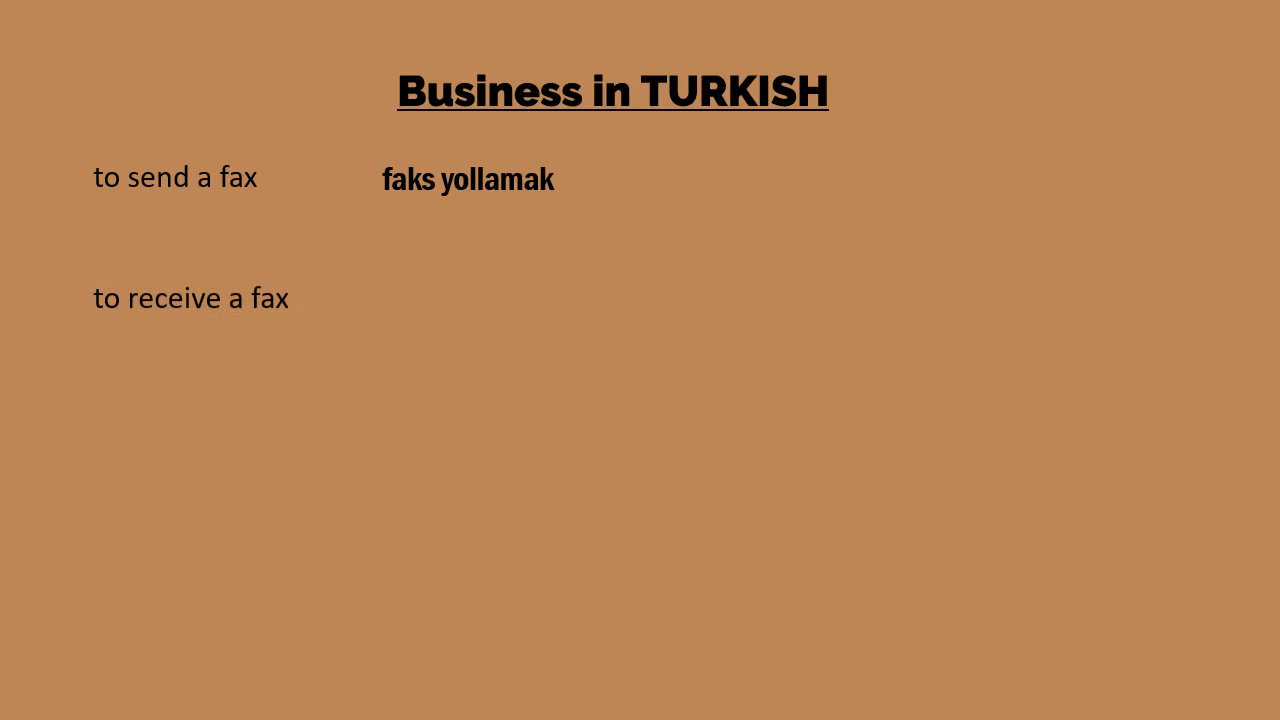 Business in TURKISH
to send a fax faks yollamak
to receive a fax